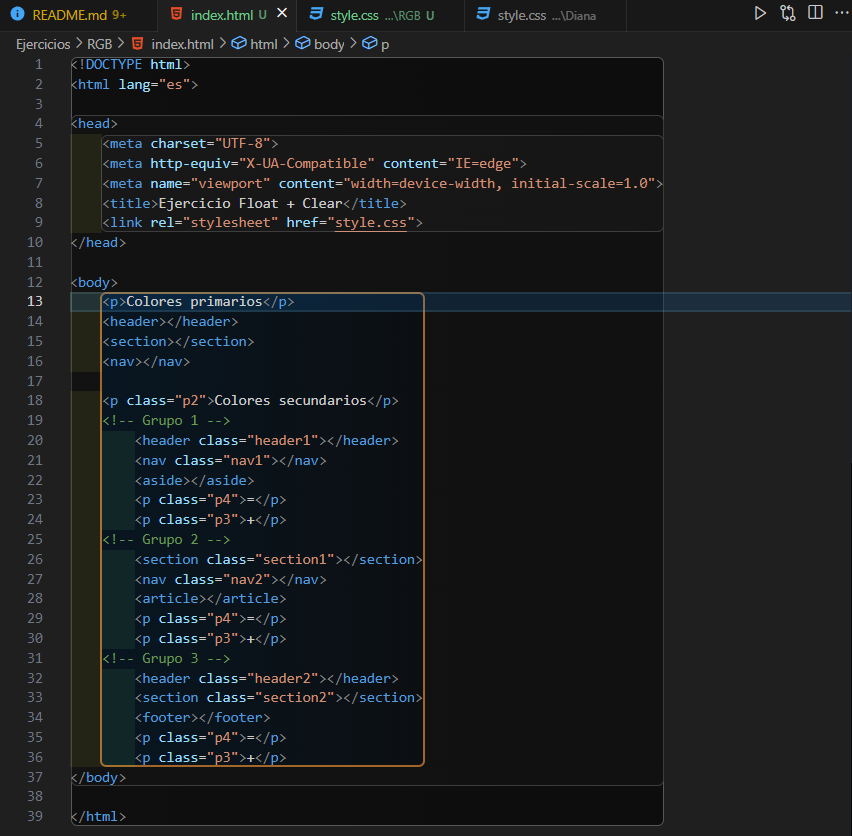 README.md 9+ index.html U × style.css ...\RGB U style.css ...\Diana
Ejercicios > RGB > index.html > html > body > p
1 <!DOCTYPE html>
2 <html lang="es">
3
4 <head>
5 <meta charset="UTF-8">
6 <meta http-equiv="X-UA-Compatible" content="IE=edge">
7 <meta name="viewport" content="width=device-width, initial-scale=1.0">
8 <title>Ejercicio Float + Clear</title>
9 <link rel="stylesheet" href="style.css">
10 </head>
11
12 <body>
13 <p>Colores primarios</p>
14 <header></header>
15 <section></section>
16 <nav></nav>
17
18 <p class="p2">Colores secundarios</p>
19 <!-- Grupo 1 -->
20 <header class="header1"></header>
21 <nav class="nav1"></nav>
22 <aside></aside>
23 <p class="p4">=</p>
24 <p class="p3">+</p>
25 <!-- Grupo 2 -->
26 <section class="section1"></section>
27 <nav class="nav2"></nav>
28 <article></article>
29 <p class="p4">=</p>
30 <p class="p3">+</p>
31 <!-- Grupo 3 -->
32 <header class="header2"></header>
33 <section class="section2"></section>
34 <footer></footer>
35 <p class="p4">=</p>
36 <p class="p3">+</p>
37 </body>
38
39 </html>